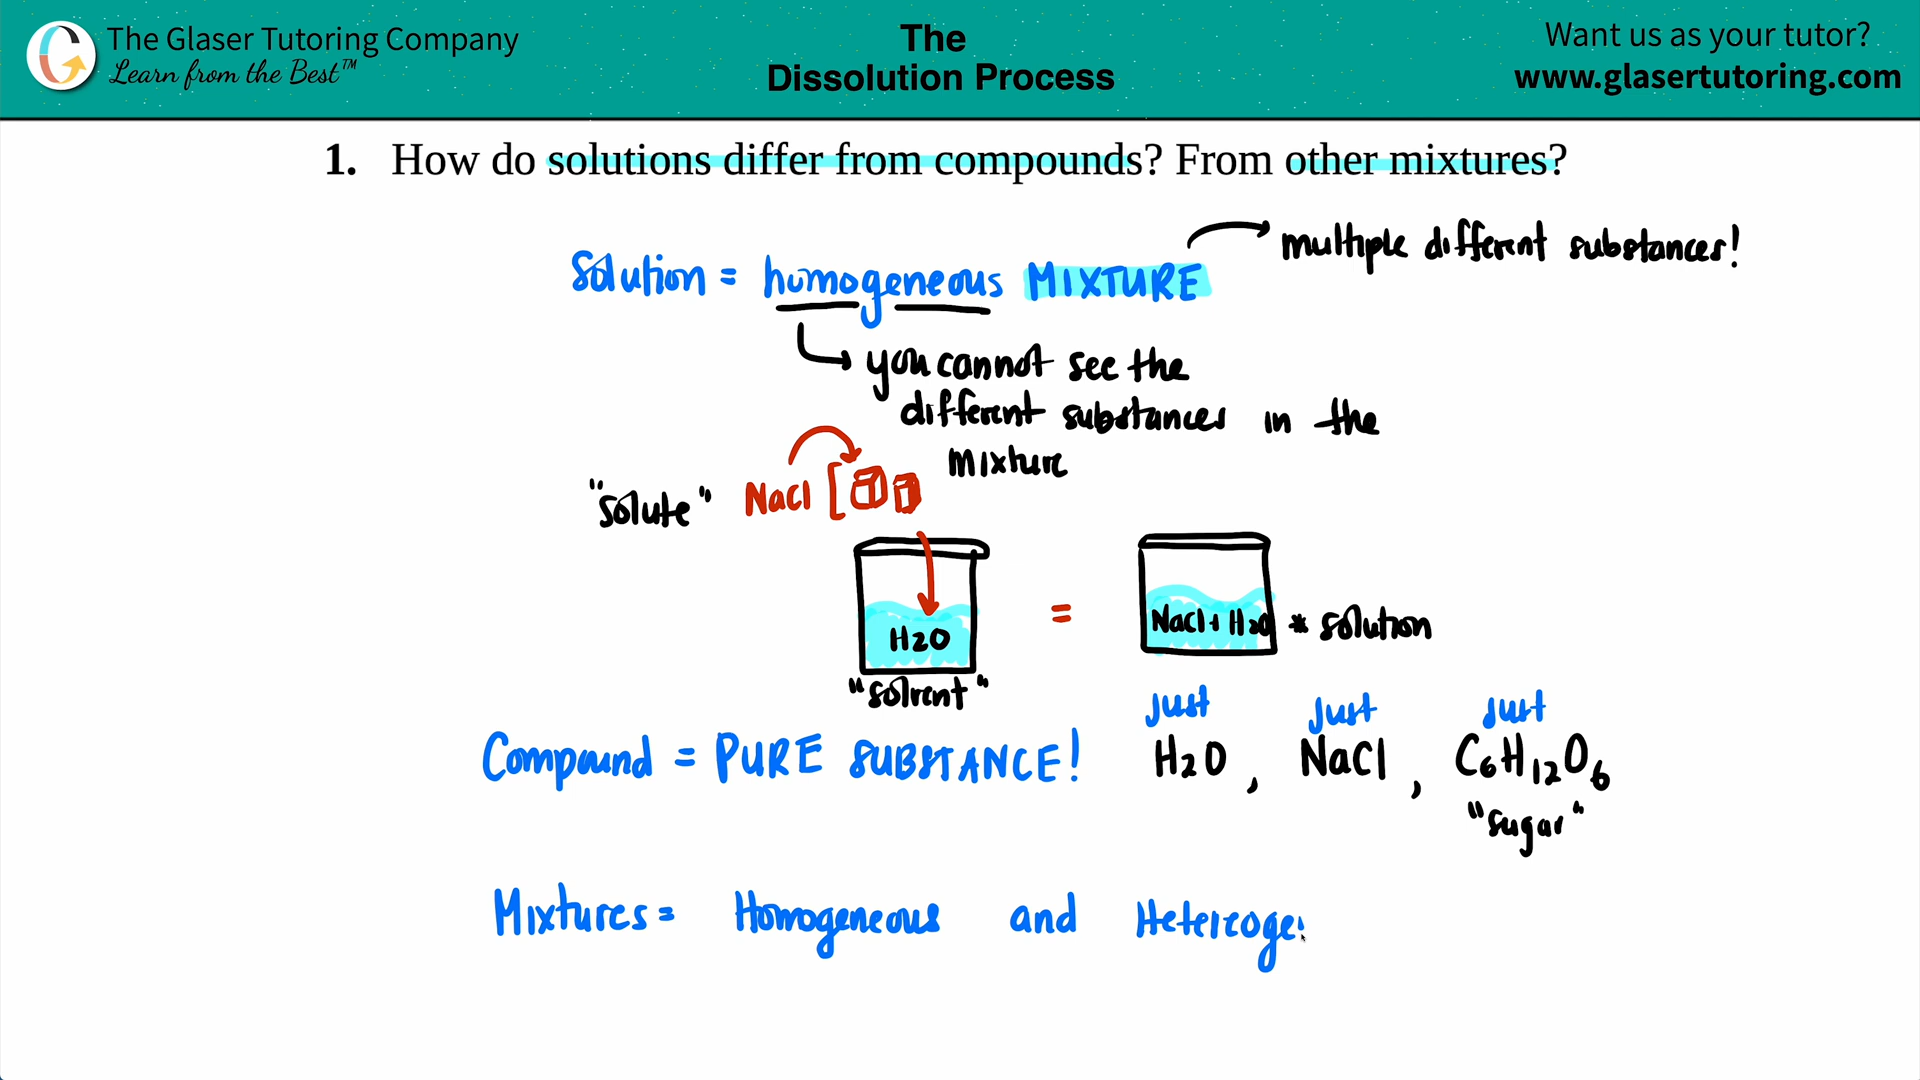 The Glaser Tutoring Company
Learn from the Best™
The
Dissolution Process
Want us as your tutor?
www.glasertutoring.com
1. How do solutions differ from compounds? From other mixtures?
multiple different substances!
Solution = homogeneous MIXTURE
you cannot see the
different substances in the
mixture
"solute" NaCl [
H2O
=
NaCl + H2O * solution
"solvent"
just just just
Compound = PURE SUBSTANCE! H2O, NaCl, C6H12O6
"sugar"
Mixtures = Homogeneous and Heteroge